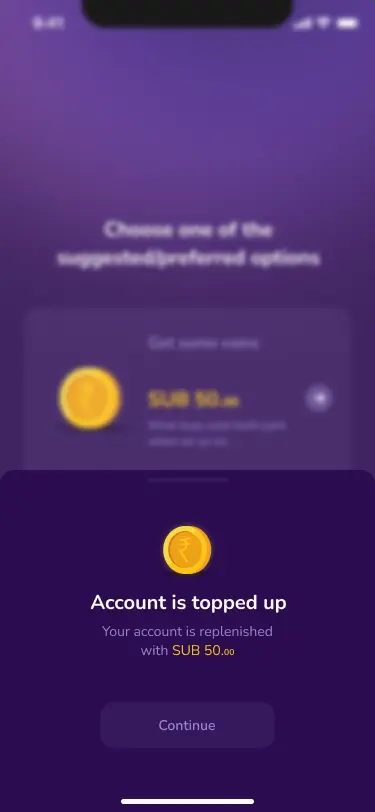 9:41
Choose one of the
suggested/preferred options
Get some coins
SUB 50.00
₹
Account is topped up
Your account is replenished
with SUB 50.00
Continue